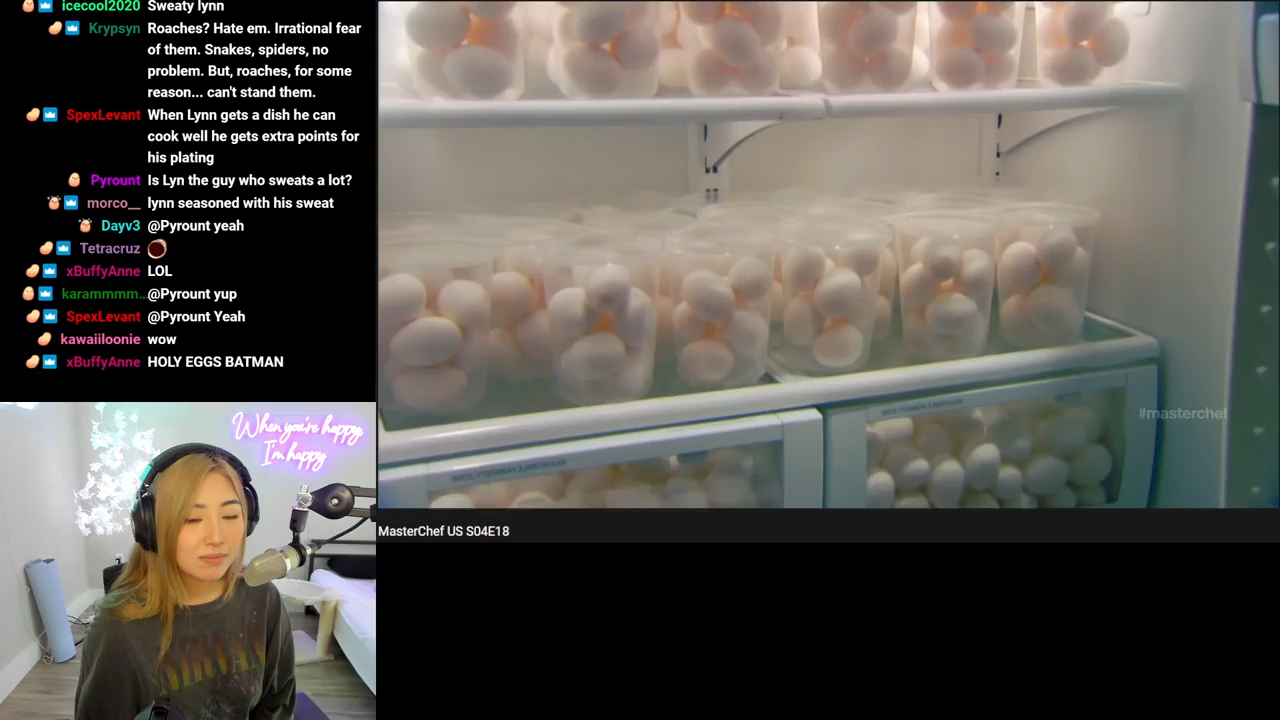 icecool2020 Sweaty lynn
Krypsyn Roaches? Hate em. Irrational fear
of them. Snakes, spiders, no
problem. But, roaches, for some
reason... can't stand them.
SpexLevant When Lynn gets a dish he can
cook well he gets extra points for
his plating
Pyrount Is Lyn the guy who sweats a lot?
morco__ lynn seasoned with his sweat
Dayv3 @Pyrount yeah
Tetracruz
xBuffyAnne LOL
karammmm... @Pyrount yup
SpexLevant @Pyrount Yeah
kawaiiloonie wow
xBuffyAnne HOLY EGGS BATMAN
When you're happy
I'm happy
NIRVAN
#masterchef
MasterChef US S04E18